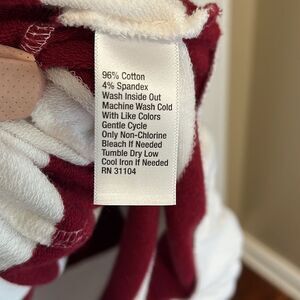 96% Cotton
4% Spandex
Wash Inside Out
Machine Wash Cold
With Like Colors
Gentle Cycle
Only Non-Chlorine
Bleach If Needed
Tumble Dry Low
Cool Iron If Needed
RN 31104